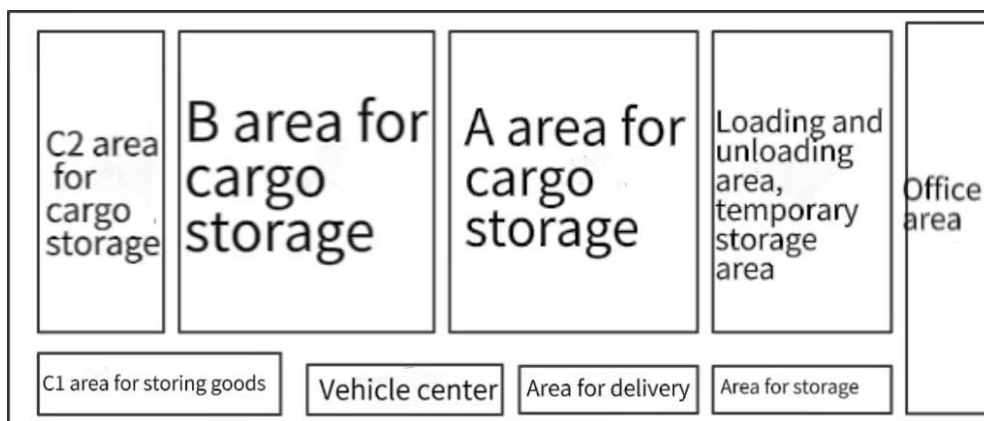 C2 area
for
cargo
storage
B area for
cargo
storage
A area for
cargo
storage
Loading and
unloading
area,
temporary
storage
area
Office
area
C1 area for storing goods
Vehicle center
Area for delivery
Area for storage